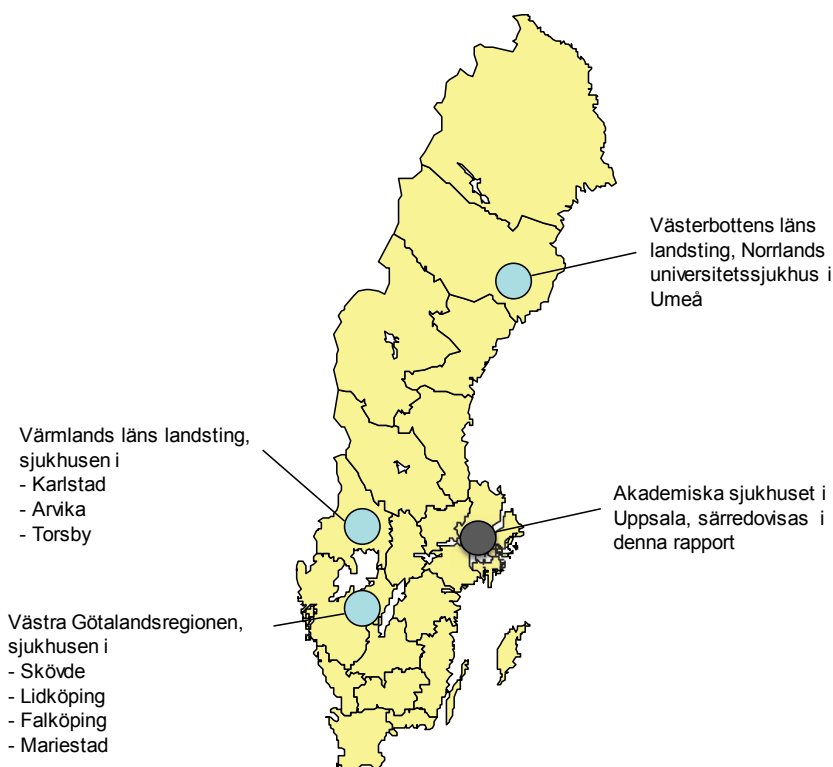 Västerbottens läns
landsting, Norrlands
universitetssjukhus i
Umeå
Värmlands läns landsting,
sjukhusen i
- Karlstad
- Arvika
- Torsby
Akademiska sjukhuset i
Uppsala, särredovisas i
denna rapport
Västra Götalandsregionen,
sjukhusen i
- Skövde
- Lidköping
- Falköping
- Mariestad